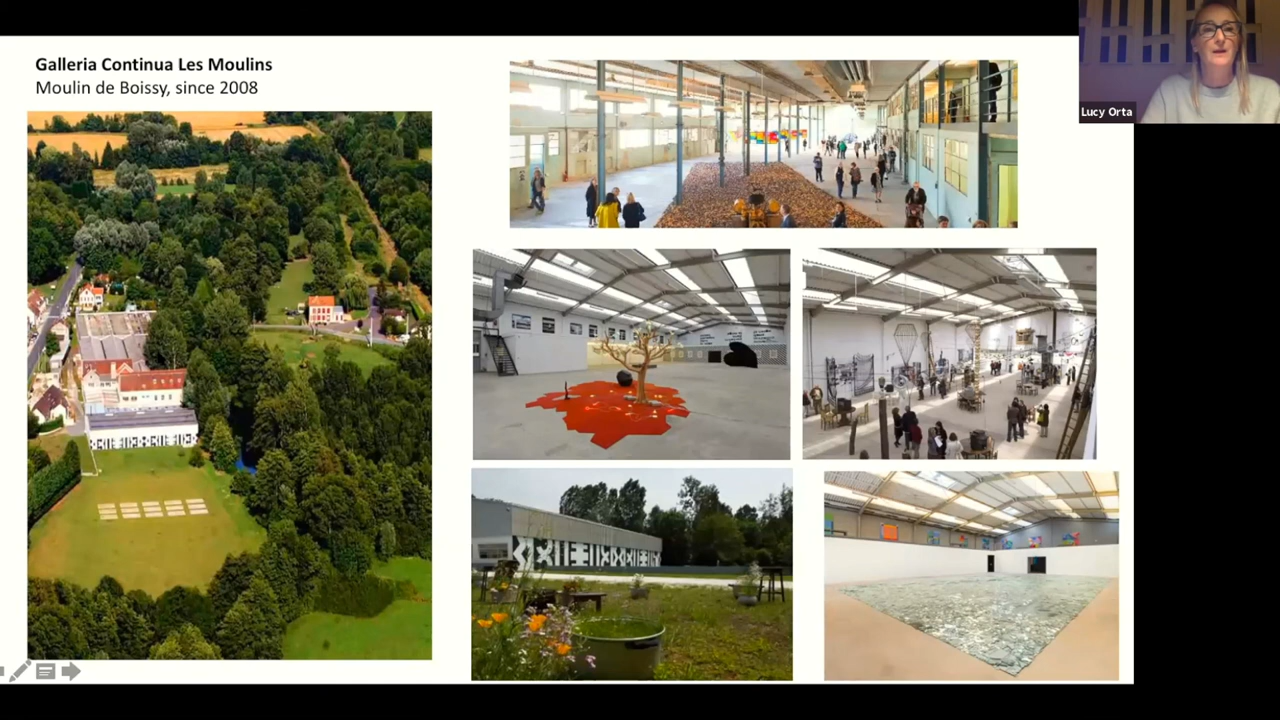 Galleria Continua Les Moulins
Moulin de Boissy, since 2008
Lucy Orta